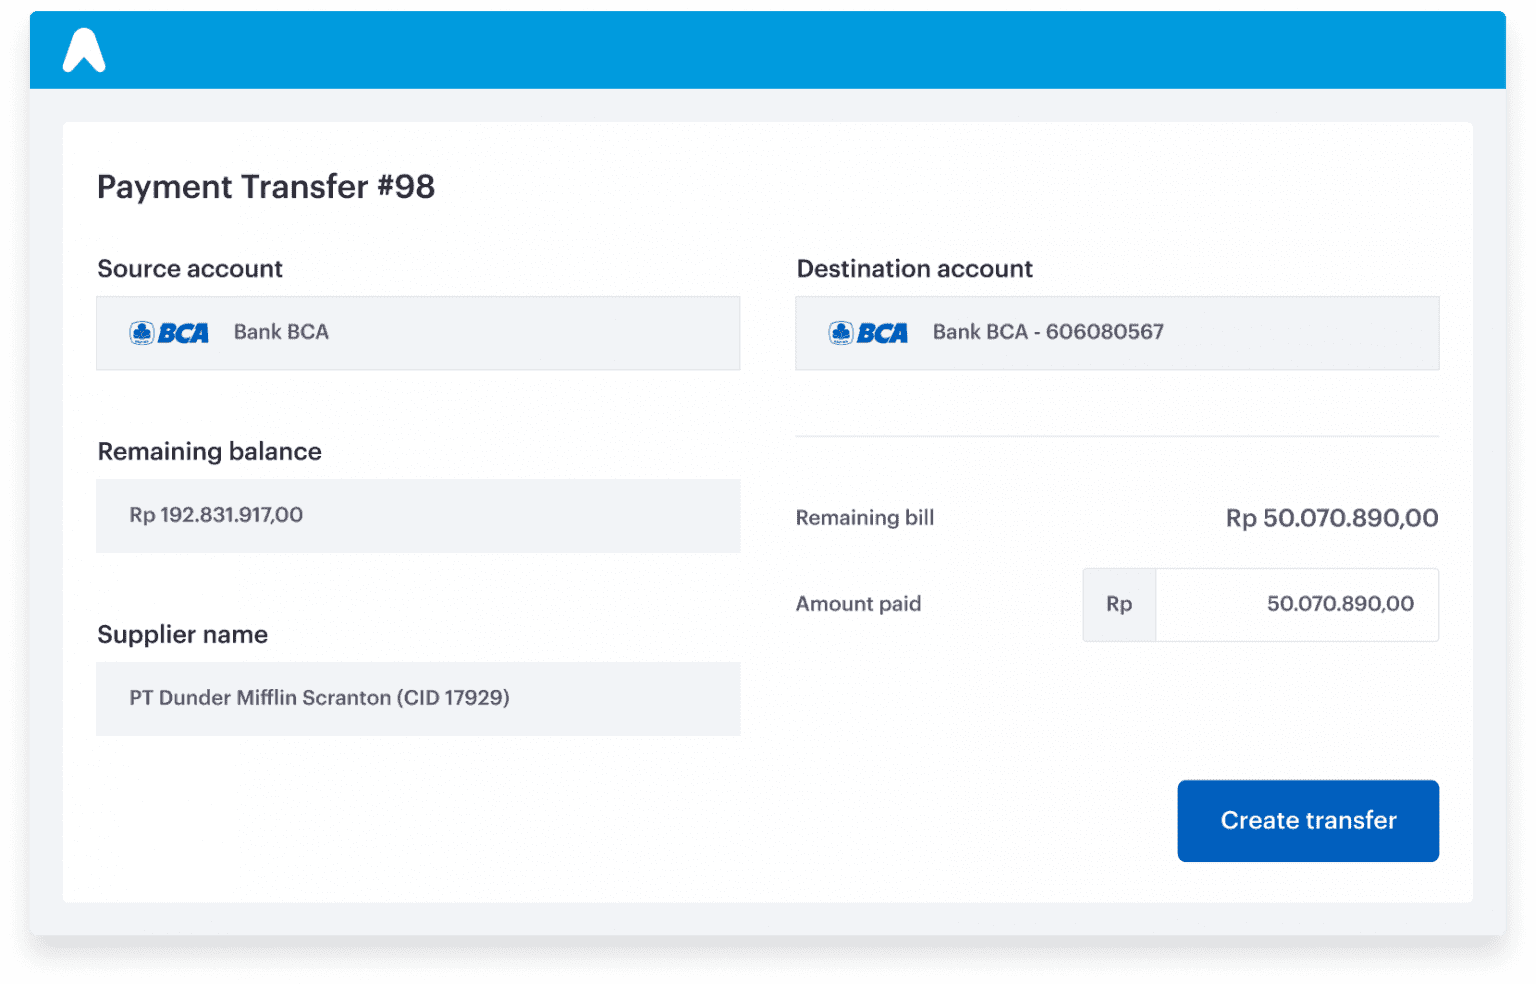 Payment Transfer #98
Source account
BCA Bank BCA
Destination account
BCA Bank BCA - 606080567
Remaining balance
Rp 192.831.917,00
Remaining bill
Rp 50.070.890,00
Amount paid
Rp 50.070.890,00
Supplier name
PT Dunder Mifflin Scranton (CID 17929)
Create transfer